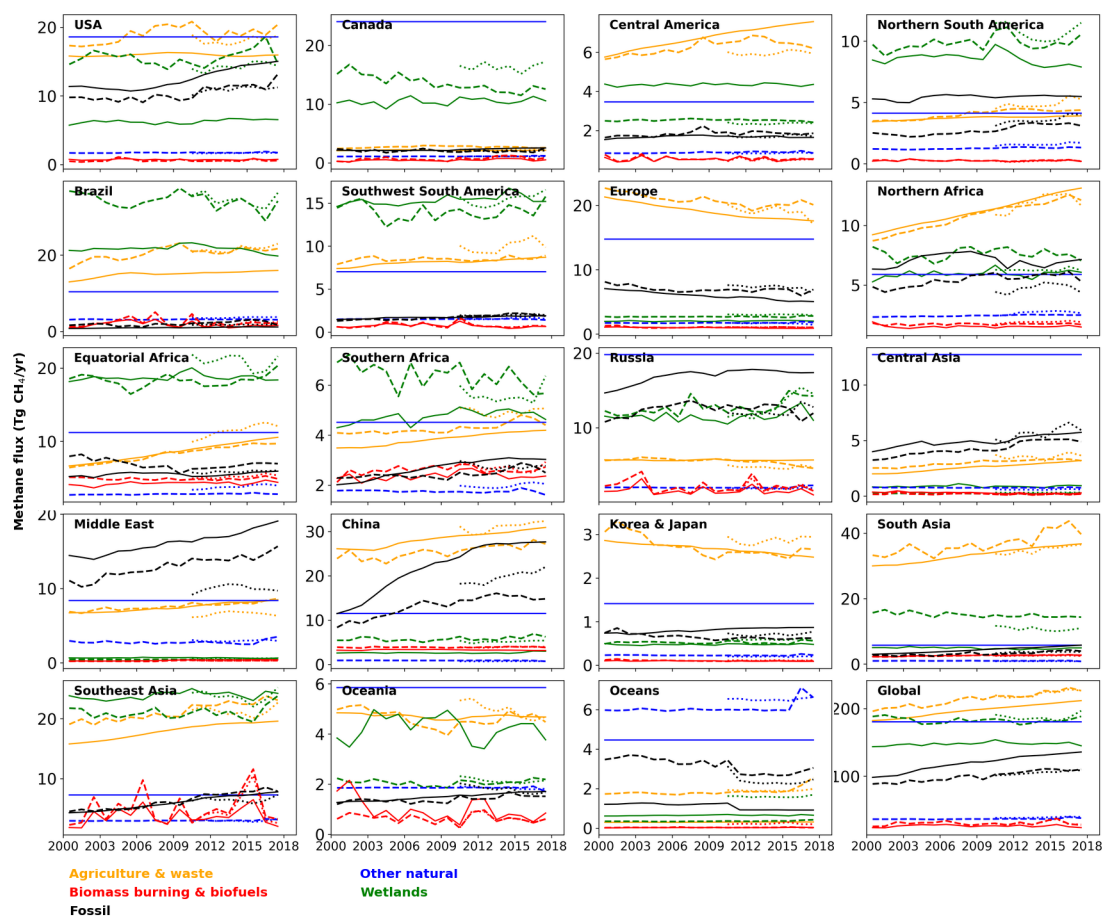 USA
Canada
Central America
Northern South America
20
10
0
20
10
0
6
4
2
10
5
0
Brazil
Southwest South America
Europe
Northern Africa
20
0
15
10
5
0
20
10
0
10
5
Equatorial Africa
Southern Africa
Russia
Central Asia
20
10
6
4
2
20
10
10
5
0
Methane flux (Tg CH₄/yr)
Middle East
China
Korea & Japan
South Asia
20
10
0
30
20
10
0
3
2
1
0
40
20
0
Southeast Asia
Oceania
Oceans
Global
20
10
6
4
2
0
6
4
2
0
200
100
2000 2003 2006 2009 2012 2015 2018
2000 2003 2006 2009 2012 2015 2018
2000 2003 2006 2009 2012 2015 2018
2000 2003 2006 2009 2012 2015 2018
Agriculture & waste
Other natural
Biomass burning & biofuels
Wetlands
Fossil